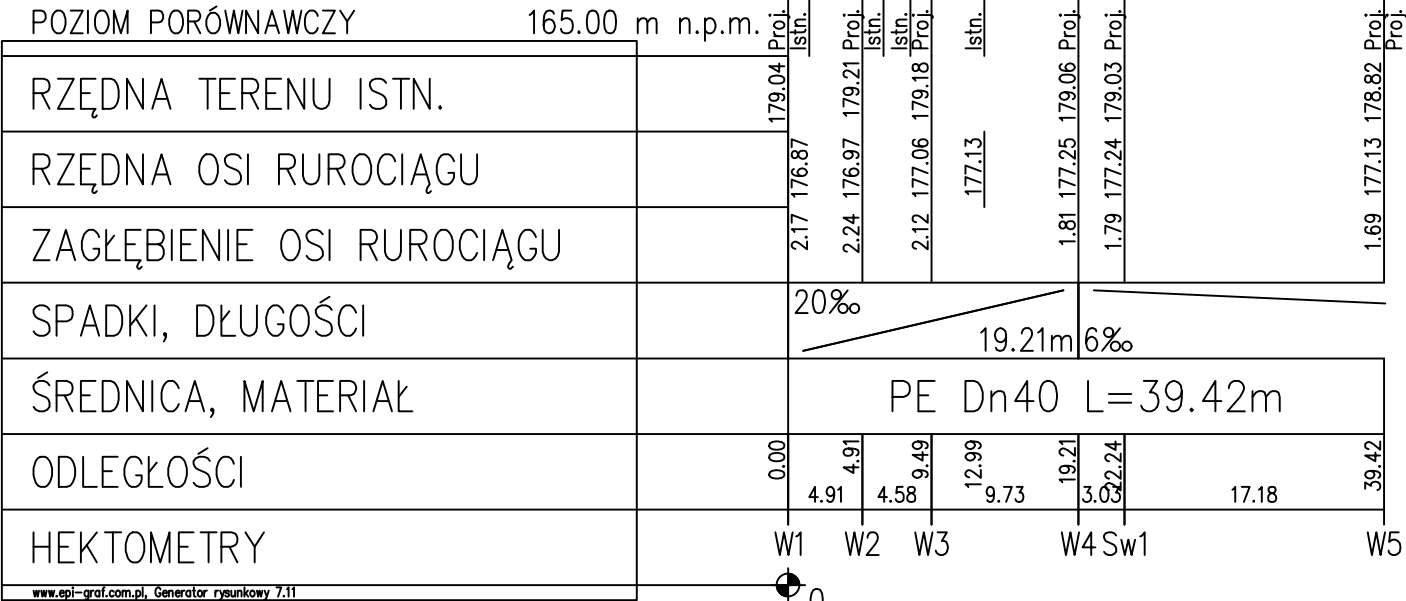 POZIOM PORÓWNAWCZY 165.00 m n.p.m.
Proj. Istn. Proj. Istn. Istn. Proj. Istn. Proj. Proj. Proj. Proj.
RZĘDNA TERENU ISTN. 179.04 179.21 179.18 179.06 179.03 178.82
RZĘDNA OSI RUROCIĄGU 176.87 176.97 177.06 177.13 177.25 177.24 177.13
ZAGŁĘBIENIE OSI RUROCIĄGU 2.17 2.24 2.12 1.81 1.79 1.69
SPADKI, DŁUGOŚCI 20‰ 19.21m 6‰
ŚREDNICA, MATERIAŁ PE Dn40 L=39.42m
ODLEGŁOŚCI 0.00 4.91 9.49 12.99 19.21 22.24 39.42
4.91 4.58 9.73 3.03 17.18
HEKTOMETRY W1 W2 W3 W4 Sw1 W5
www.epi-graf.com.pl, Generator rysunkowy 7.11
0